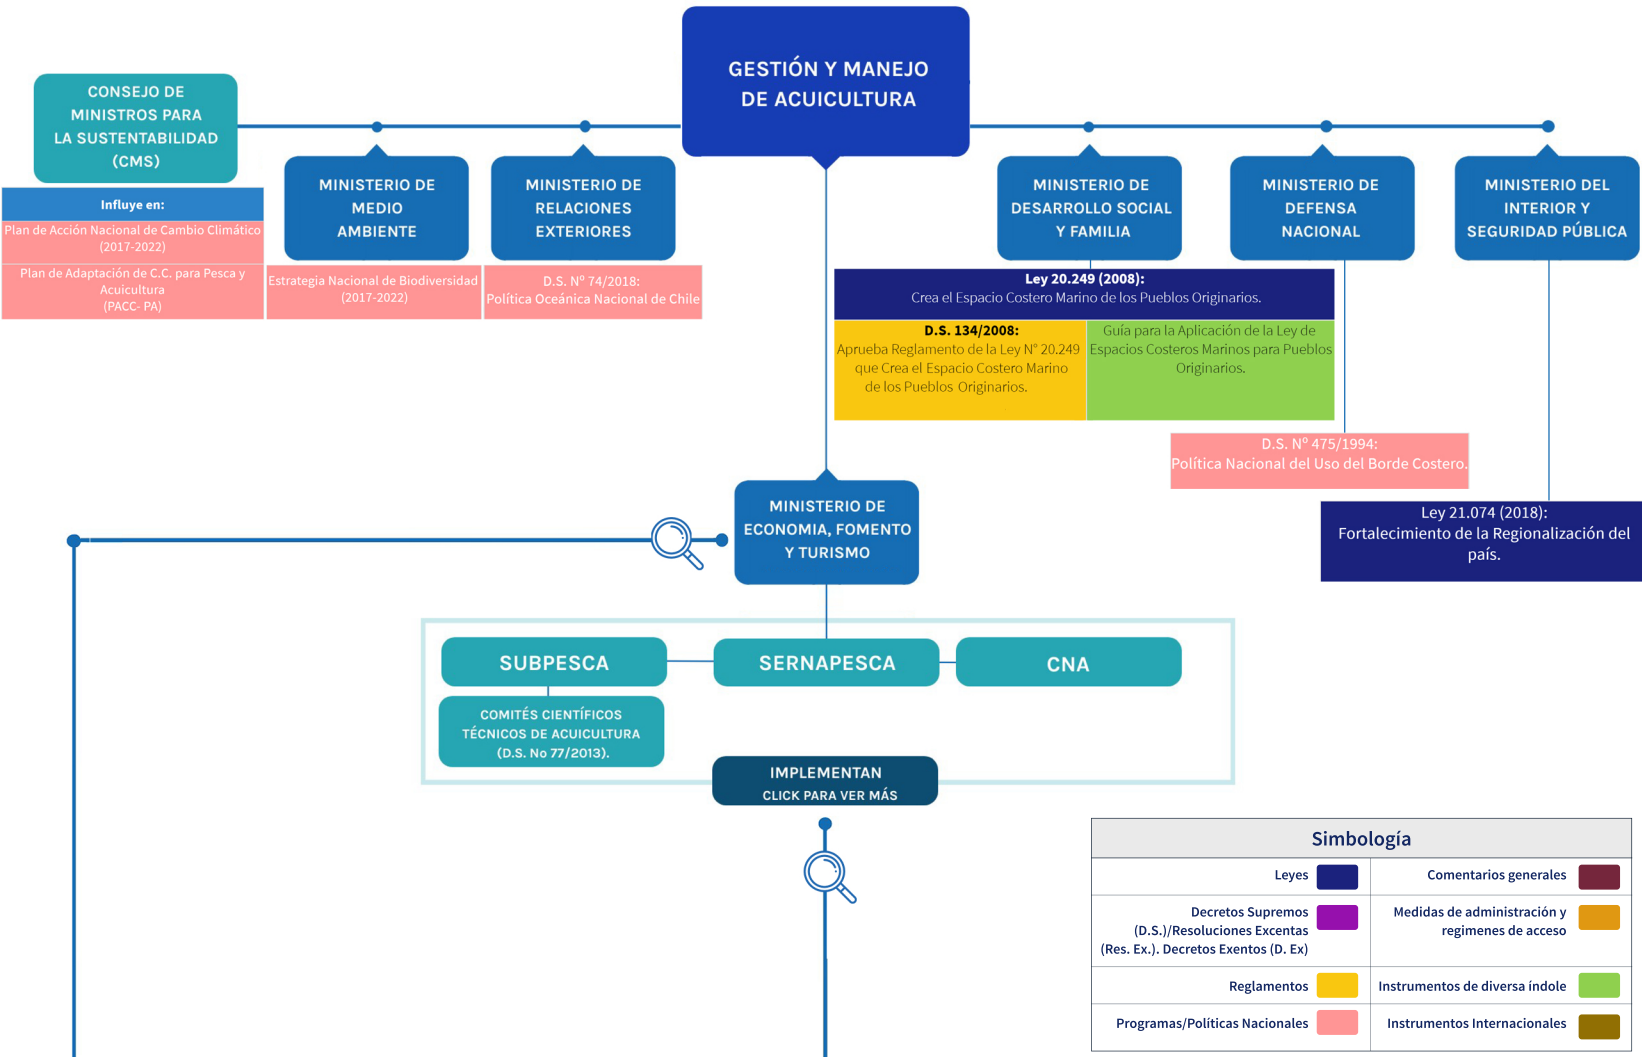 GESTIÓN Y MANEJO
DE ACUICULTURA
CONSEJO DE
MINISTROS PARA
LA SUSTENTABILIDAD
(CMS)
Influye en:
Plan de Acción Nacional de Cambio Climático
(2017-2022)
Plan de Adaptación de C.C. para Pesca y
Acuicultura
(PACC- PA)
MINISTERIO DE
MEDIO
AMBIENTE
Estrategia Nacional de Biodiversidad
(2017-2022)
MINISTERIO DE
RELACIONES
EXTERIORES
D.S. Nº 74/2018:
Política Oceánica Nacional de Chile
MINISTERIO DE
DESARROLLO SOCIAL
Y FAMILIA
MINISTERIO DE
DEFENSA
NACIONAL
MINISTERIO DEL
INTERIOR Y
SEGURIDAD PÚBLICA
Ley 20.249 (2008):
Crea el Espacio Costero Marino de los Pueblos Originarios.
D.S. 134/2008:
Aprueba Reglamento de la Ley N° 20.249
que Crea el Espacio Costero Marino
de los Pueblos Originarios.
Guía para la Aplicación de la Ley de
Espacios Costeros Marinos para Pueblos
Originarios.
D.S. Nº 475/1994:
Política Nacional del Uso del Borde Costero.
Ley 21.074 (2018):
Fortalecimiento de la Regionalización del
país.
MINISTERIO DE
ECONOMIA, FOMENTO
Y TURISMO
SUBPESCA
SERNAPESCA
CNA
COMITÉS CIENTÍFICOS
TÉCNICOS DE ACUICULTURA
(D.S. No 77/2013).
IMPLEMENTAN
CLICK PARA VER MÁS
Simbología
Leyes
Comentarios generales
Decretos Supremos
(D.S.)/Resoluciones Excentas
(Res. Ex.). Decretos Exentos (D. Ex)
Medidas de administración y
regimenes de acceso
Reglamentos
Instrumentos de diversa índole
Programas/Políticas Nacionales
Instrumentos Internacionales